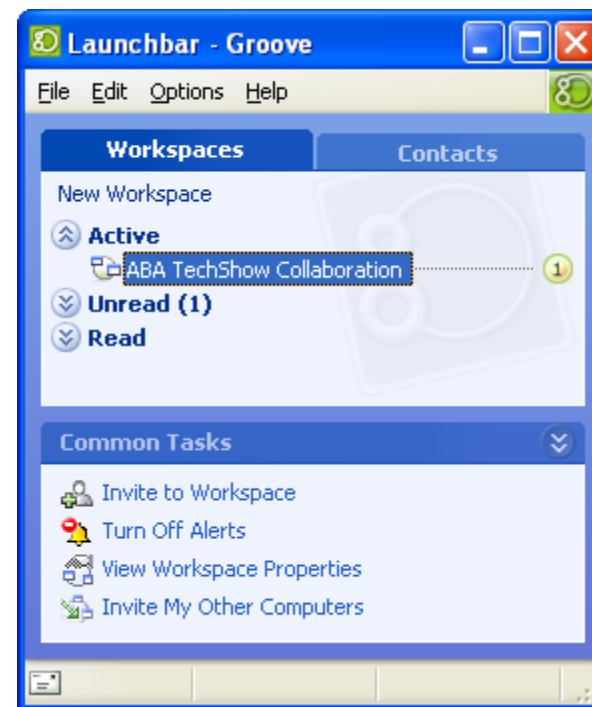 Launchbar - Groove
File Edit Options Help
Workspaces Contacts
New Workspace
Active
ABA TechShow Collaboration 1
Unread (1)
Read
Common Tasks
Invite to Workspace
Turn Off Alerts
View Workspace Properties
Invite My Other Computers